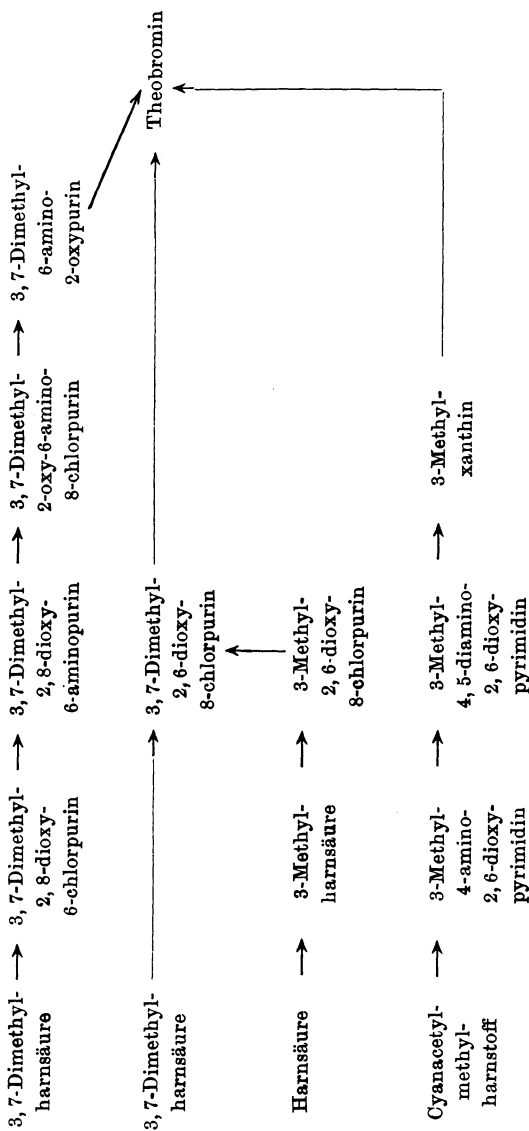 3,7-Dimethyl-
harnsäure
3,7-Dimethyl-
2,8-dioxy-
6-chlorpurin
3,7-Dimethyl-
2,8-dioxy-
6-aminopurin
3,7-Dimethyl-
2-oxy-6-amino-
8-chlorpurin
3,7-Dimethyl-
6-amino-
2-oxypurin
3,7-Dimethyl-
harnsäure
3,7-Dimethyl-
2,6-dioxy-
8-chlorpurin
Theobromin
Harnsäure
3-Methyl-
harnsäure
3-Methyl-
2,6-dioxy-
8-chlorpurin
Cyanacetyl-
methyl-
harnstoff
3-Methyl-
4-amino-
2,6-dioxy-
pyrimidin
3-Methyl-
4,5-diamino-
2,6-dioxy-
pyrimidin
3-Methyl-
xanthin